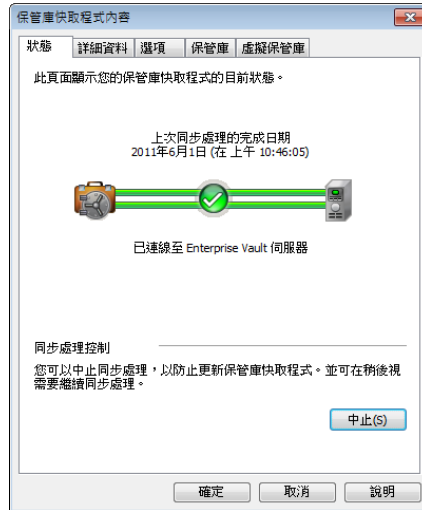 保管庫快取程式內容
狀態 詳細資料 選項 保管庫 虛擬保管庫
此頁面顯示您的保管庫快取程式的目前狀態。
上次同步處理的完成日期
2011年6月1日 (在 上午 10:46:05)
已連線至 Enterprise Vault 伺服器
同步處理控制
您可以中止同步處理，以防止更新保管庫快取程式。並可在稍後視
需要繼續同步處理。
中止(S)
確定 取消 說明